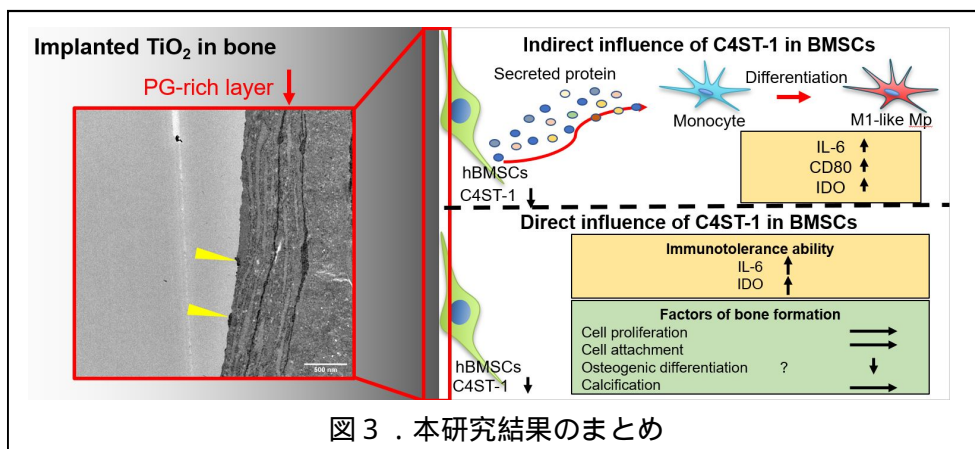 Implanted TiO₂ in bone
PG-rich layer
500 nm
Indirect influence of C4ST-1 in BMSCs
Secreted protein
Differentiation
Monocyte
M1-like Mp
hBMSCs
C4ST-1
IL-6
CD80
IDO
Direct influence of C4ST-1 in BMSCs
Immunotolerance ability
IL-6
IDO
Factors of bone formation
Cell proliferation
Cell attachment
Osteogenic differentiation ?
Calcification
hBMSCs
C4ST-1
図3．本研究結果のまとめ